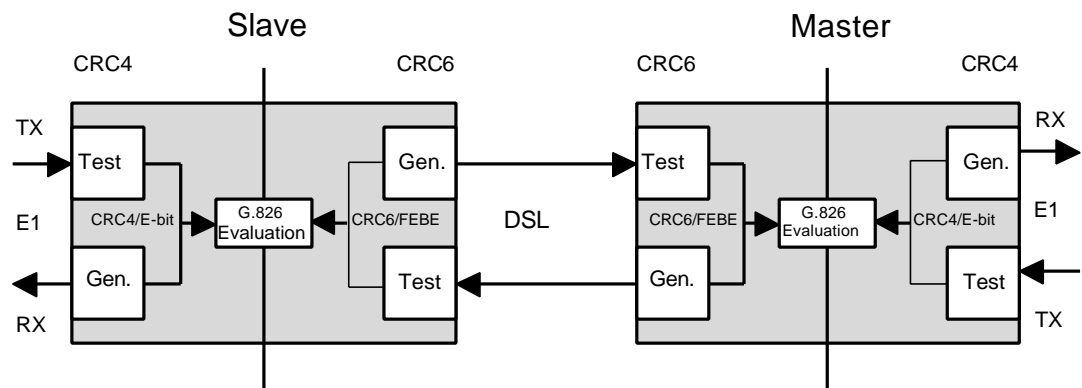 Slave
Master
CRC4
CRC6
CRC6
CRC4
TX
RX
Test
Gen.
Test
Gen.
CRC4/E-bit
G.826
Evaluation
CRC6/FEBE
CRC6/FEBE
G.826
Evaluation
CRC4/E-bit
E1
DSL
E1
Gen.
Test
Gen.
Test
RX
TX